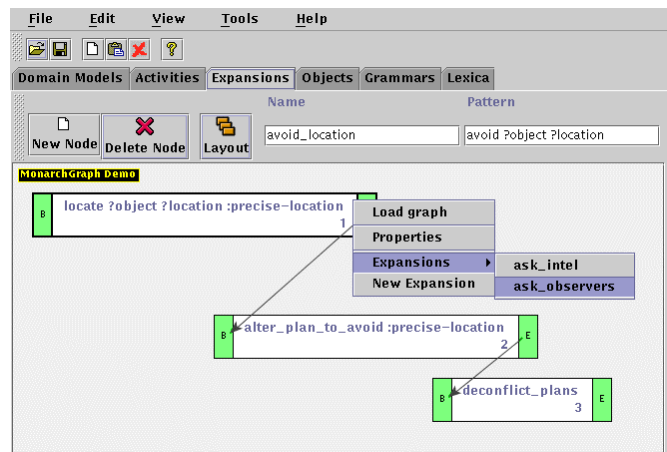 File Edit View Tools Help
Domain Models Activities Expansions Objects Grammars Lexica
Name Pattern
New Node Delete Node Layout avoid_location avoid ?object ?location
MonarchGraph Demo
B locate ?object ?location :precise-location
1
Load graph
Properties
Expansions ask_intel
New Expansion ask_observers
B alter_plan_to_avoid :precise-location E
2
B deconflict_plans E
3